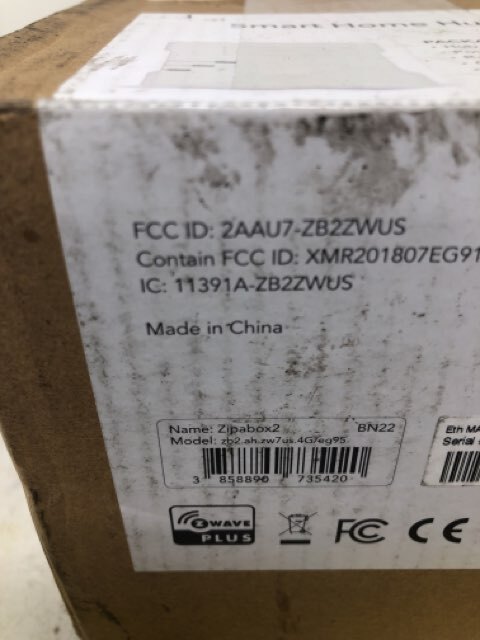 Smart Home Hu
FCC ID: 2AAU7-ZB2ZWUS
Contain FCC ID: XMR201807EG91
IC: 11391A-ZB2ZWUS
Made in China
Name: Zipabox2 BN22
Model: zb2.ah.zw7us.4G/eg95
Eth MA
Serial
3 858890 735420
Z WAVE
PLUS
FC CE